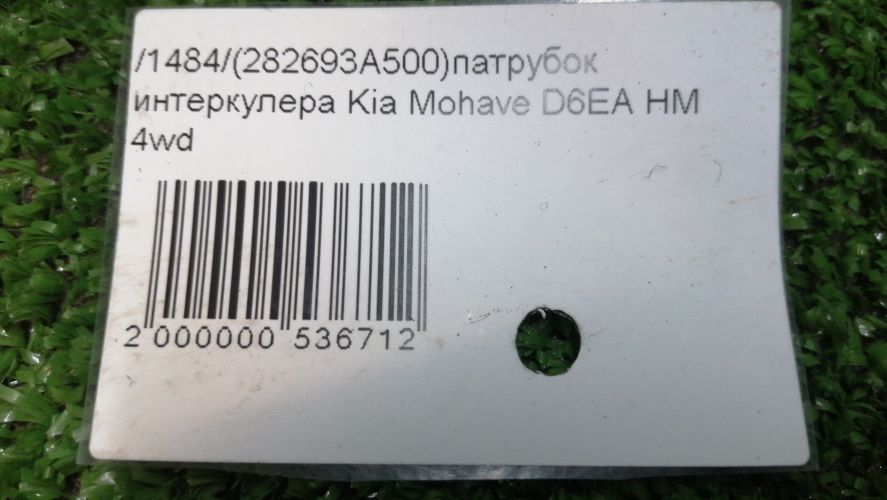 /1484/(282693A500)патрубок
интеркулера Kia Mohave D6EA HM
4wd
2 000000 536712